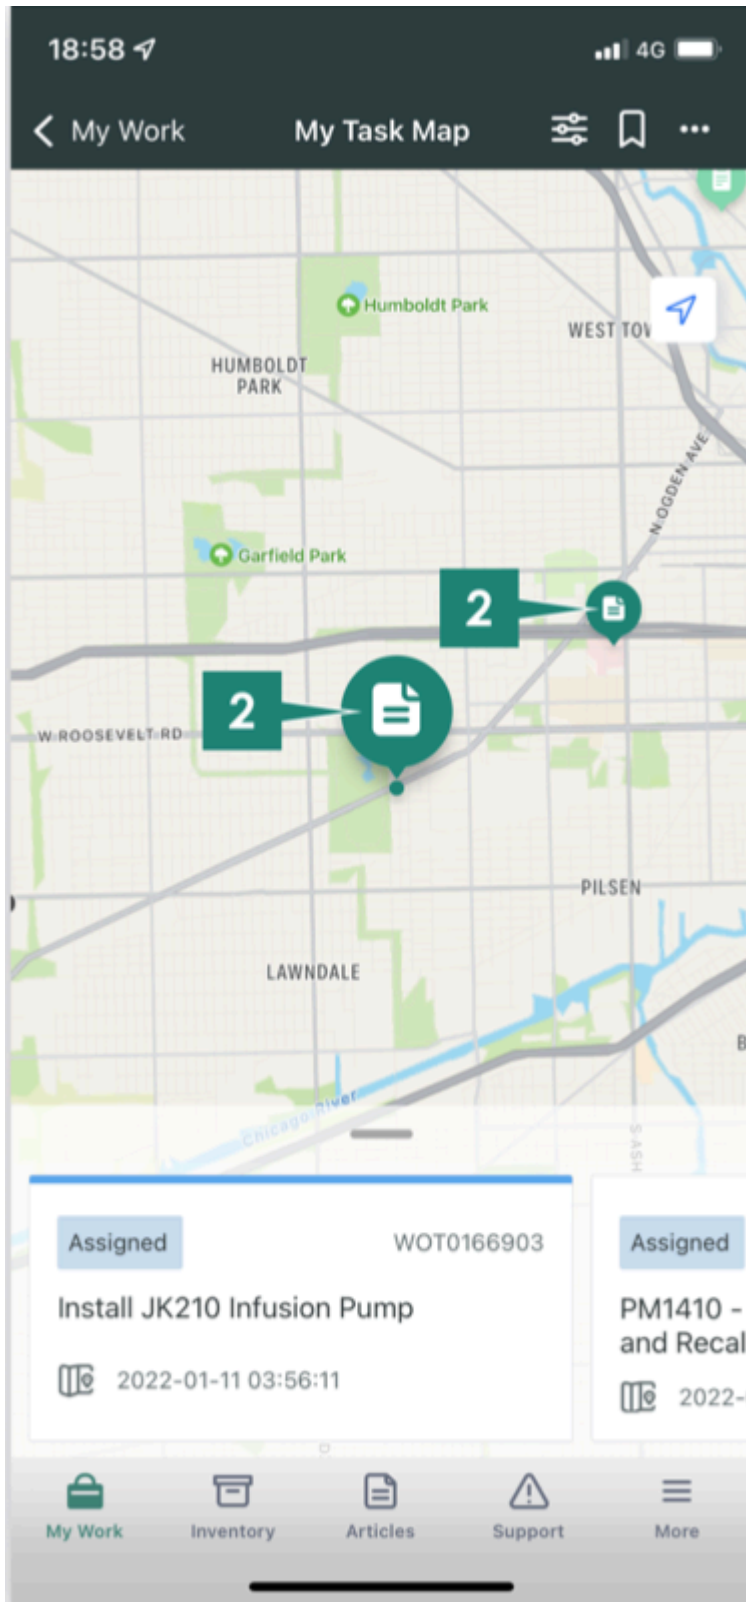 18:58
4G
My Work
My Task Map
Humboldt Park
WEST TOW
HUMBOLDT
PARK
N OGDEN AVE
Garfield Park
2
2
W ROOSEVELT RD
PILSEN
LAWNDALE
B
Chicago River
S ASH
Assigned
WOT0166903
Assigned
Install JK210 Infusion Pump
PM1410 -
and Recal
2022-01-11 03:56:11
2022-
My Work
Inventory
Articles
Support
More